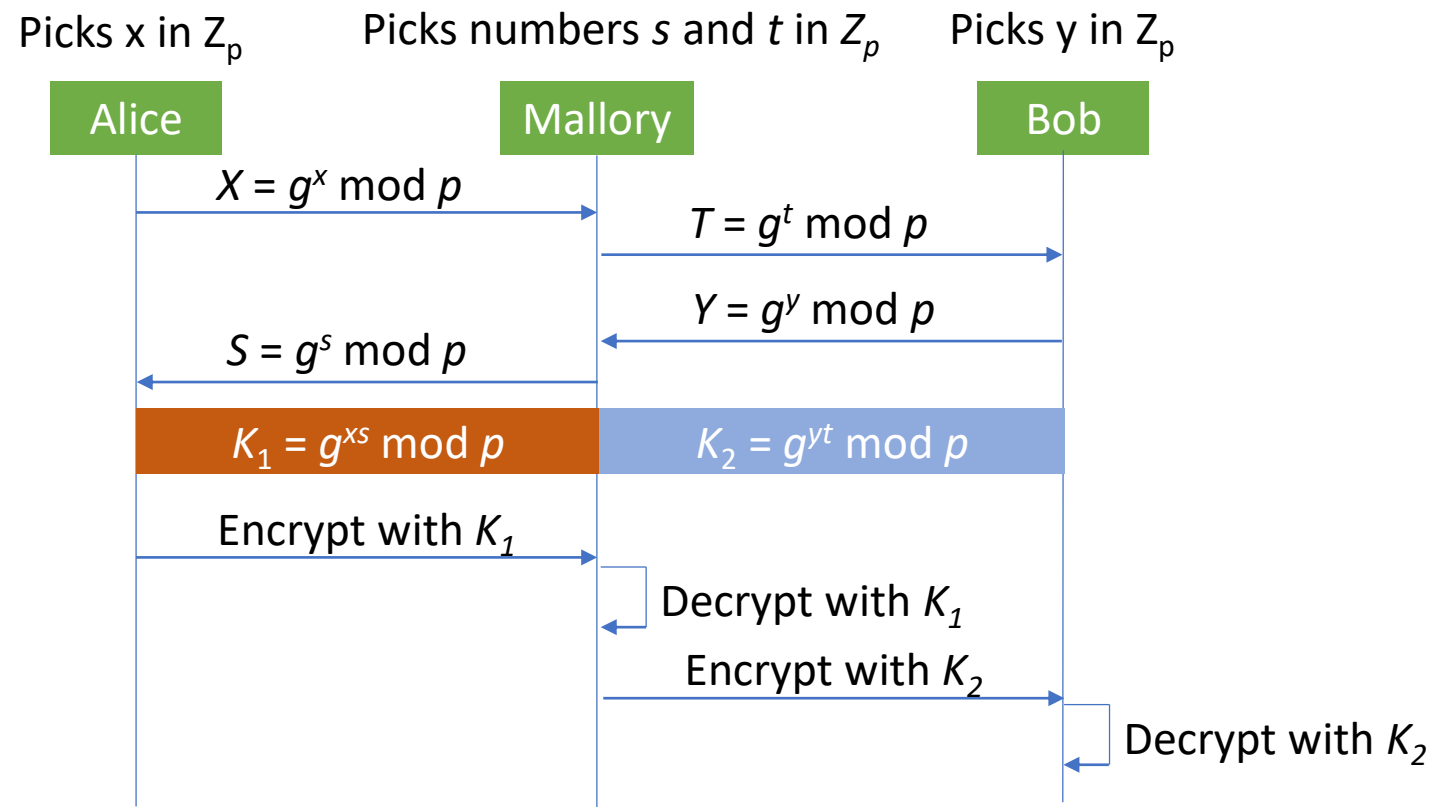 Picks x in Zₚ
Picks numbers s and t in Zₚ
Picks y in Zₚ
Alice
Mallory
Bob
X = gˣ mod p
T = gᵗ mod p
Y = gʸ mod p
S = gˢ mod p
K₁ = gˣˢ mod p
K₂ = gʸᵗ mod p
Encrypt with K₁
Decrypt with K₁
Encrypt with K₂
Decrypt with K₂